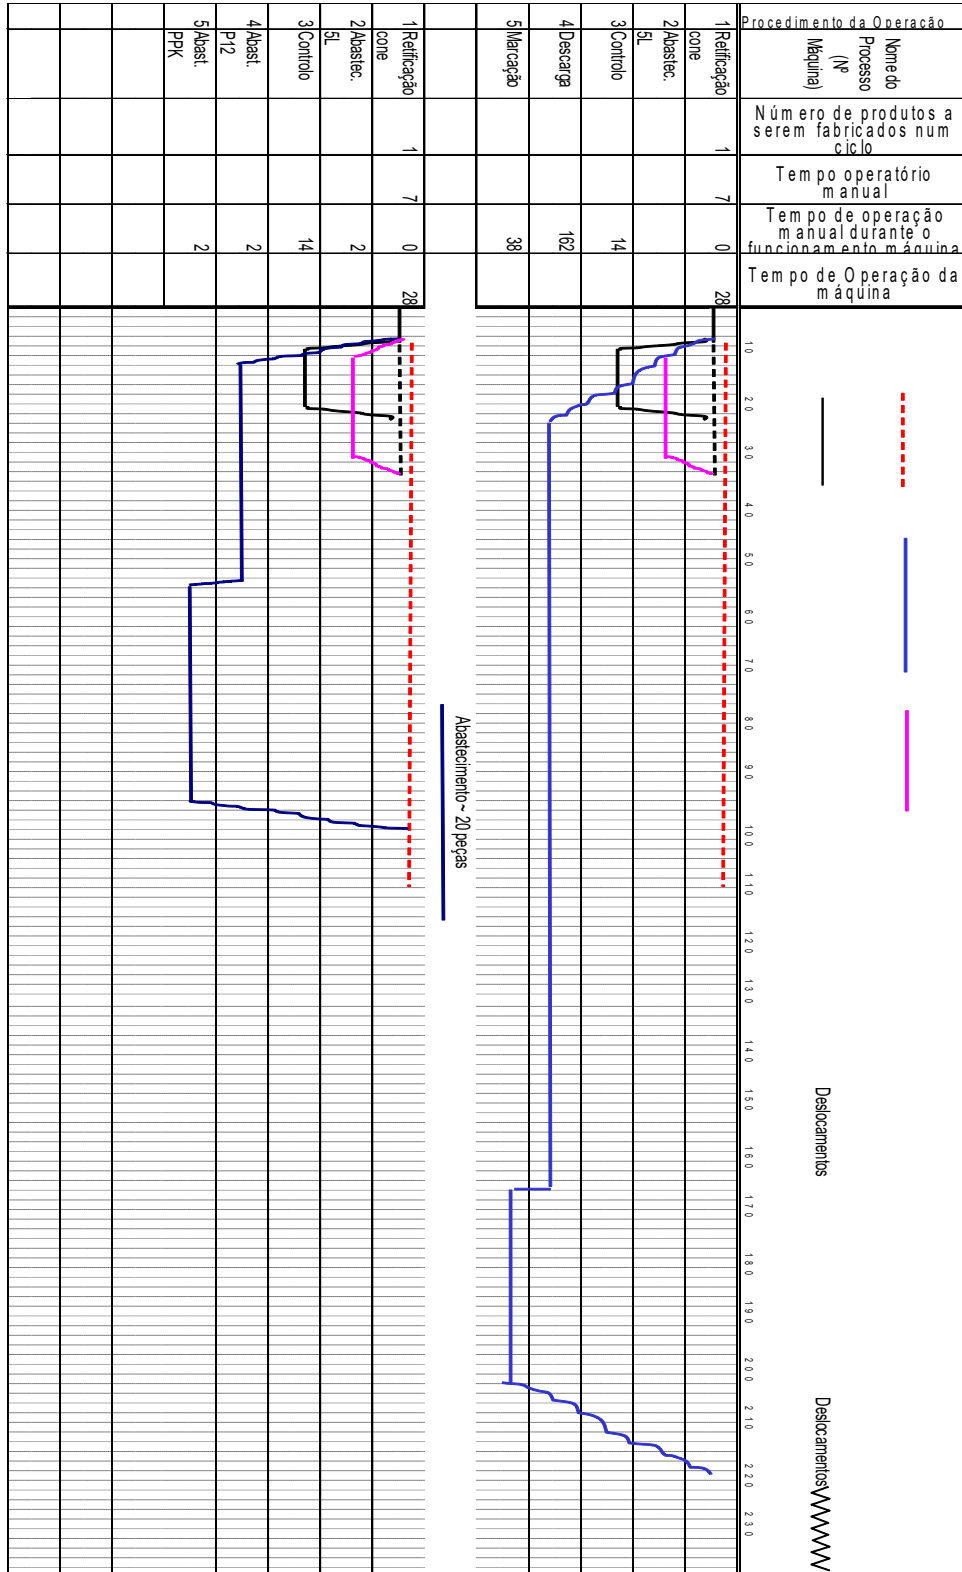 Procedimento da Operação
Nome do
Processo
(Nº
Máquina)
Número de produtos a
serem fabricados num
ciclo
Tempo operatório
manual
Tempo de operação
manual durante o
funcionamento máquina
Tempo de Operação da
máquina
10 20 30 40 50 60 70 80 90 100 110 120 130 140 150 160 170 180 190 200 210 220 230
Deslocamentos
Deslocamentos
1 Retificação
cone
1
7
0
28
2 Abastec.
5L
3 Controlo
14
4 Descarga
162
5 Marcação
38
Abastecimento ~ 20 peças
1 Retificação
cone
1
7
0
28
2 Abastec.
5L
2
3 Controlo
14
4 Abast.
P12
2
5 Abast.
PPK
2